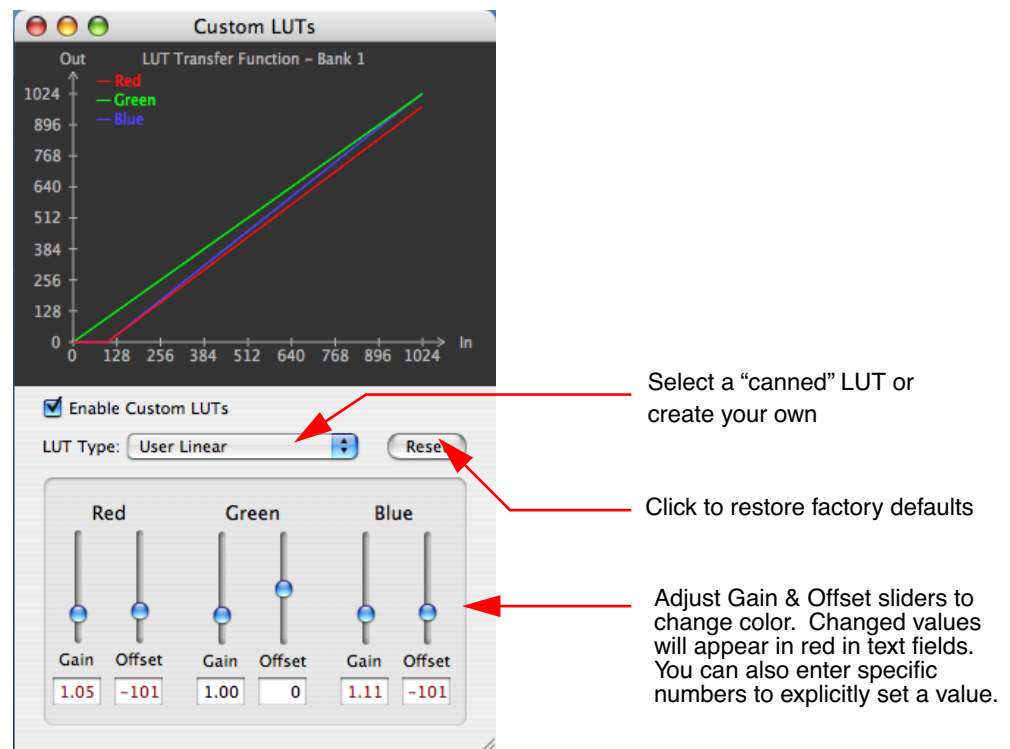 Custom LUTs
Out
LUT Transfer Function – Bank 1
Red
Green
Blue
1024
896
768
640
512
384
256
128
0
0 128 256 384 512 640 768 896 1024
In
Enable Custom LUTs
LUT Type: User Linear
Reset
Red Green Blue
Gain Offset Gain Offset Gain Offset
1.05 -101 1.00 0 1.11 -101
Select a “canned” LUT or
create your own
Click to restore factory defaults
Adjust Gain & Offset sliders to
change color. Changed values
will appear in red in text fields.
You can also enter specific
numbers to explicitly set a value.